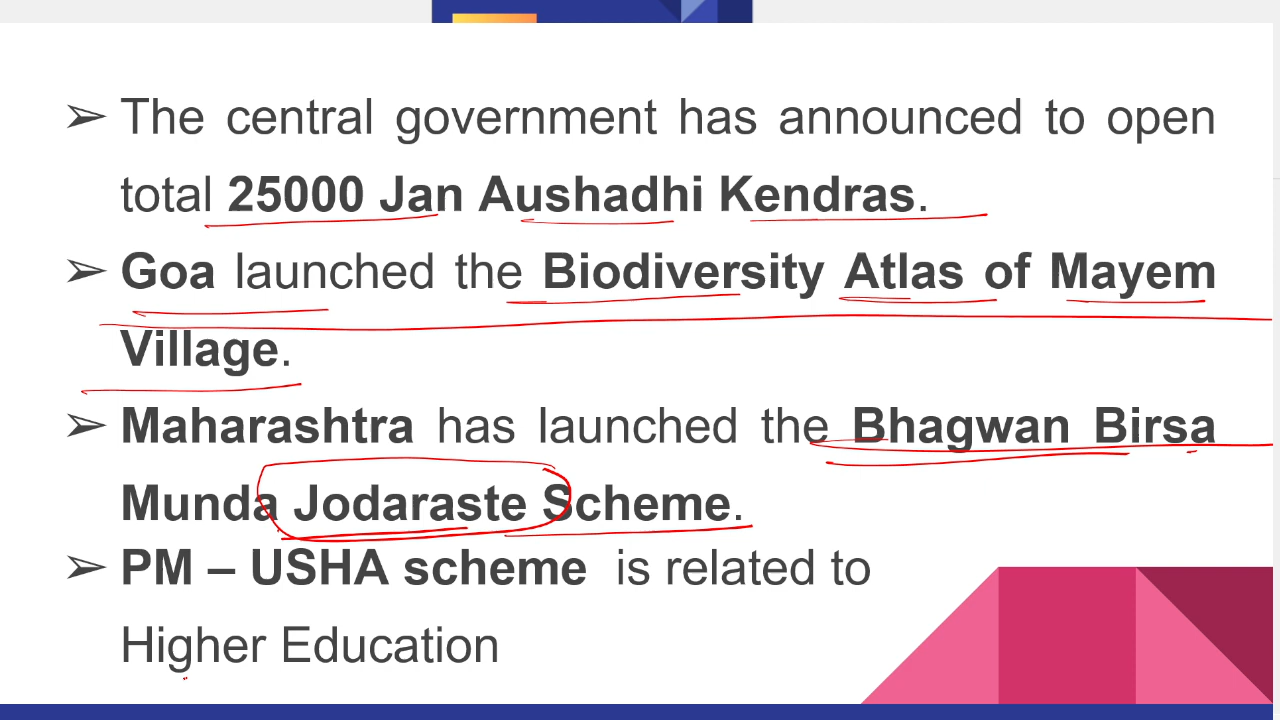 ➢ The central government has announced to open
total 25000 Jan Aushadhi Kendras.
➢ Goa launched the Biodiversity Atlas of Mayem
Village.
➢ Maharashtra has launched the Bhagwan Birsa
Munda Jodaraste Scheme.
➢ PM – USHA scheme is related to
Higher Education